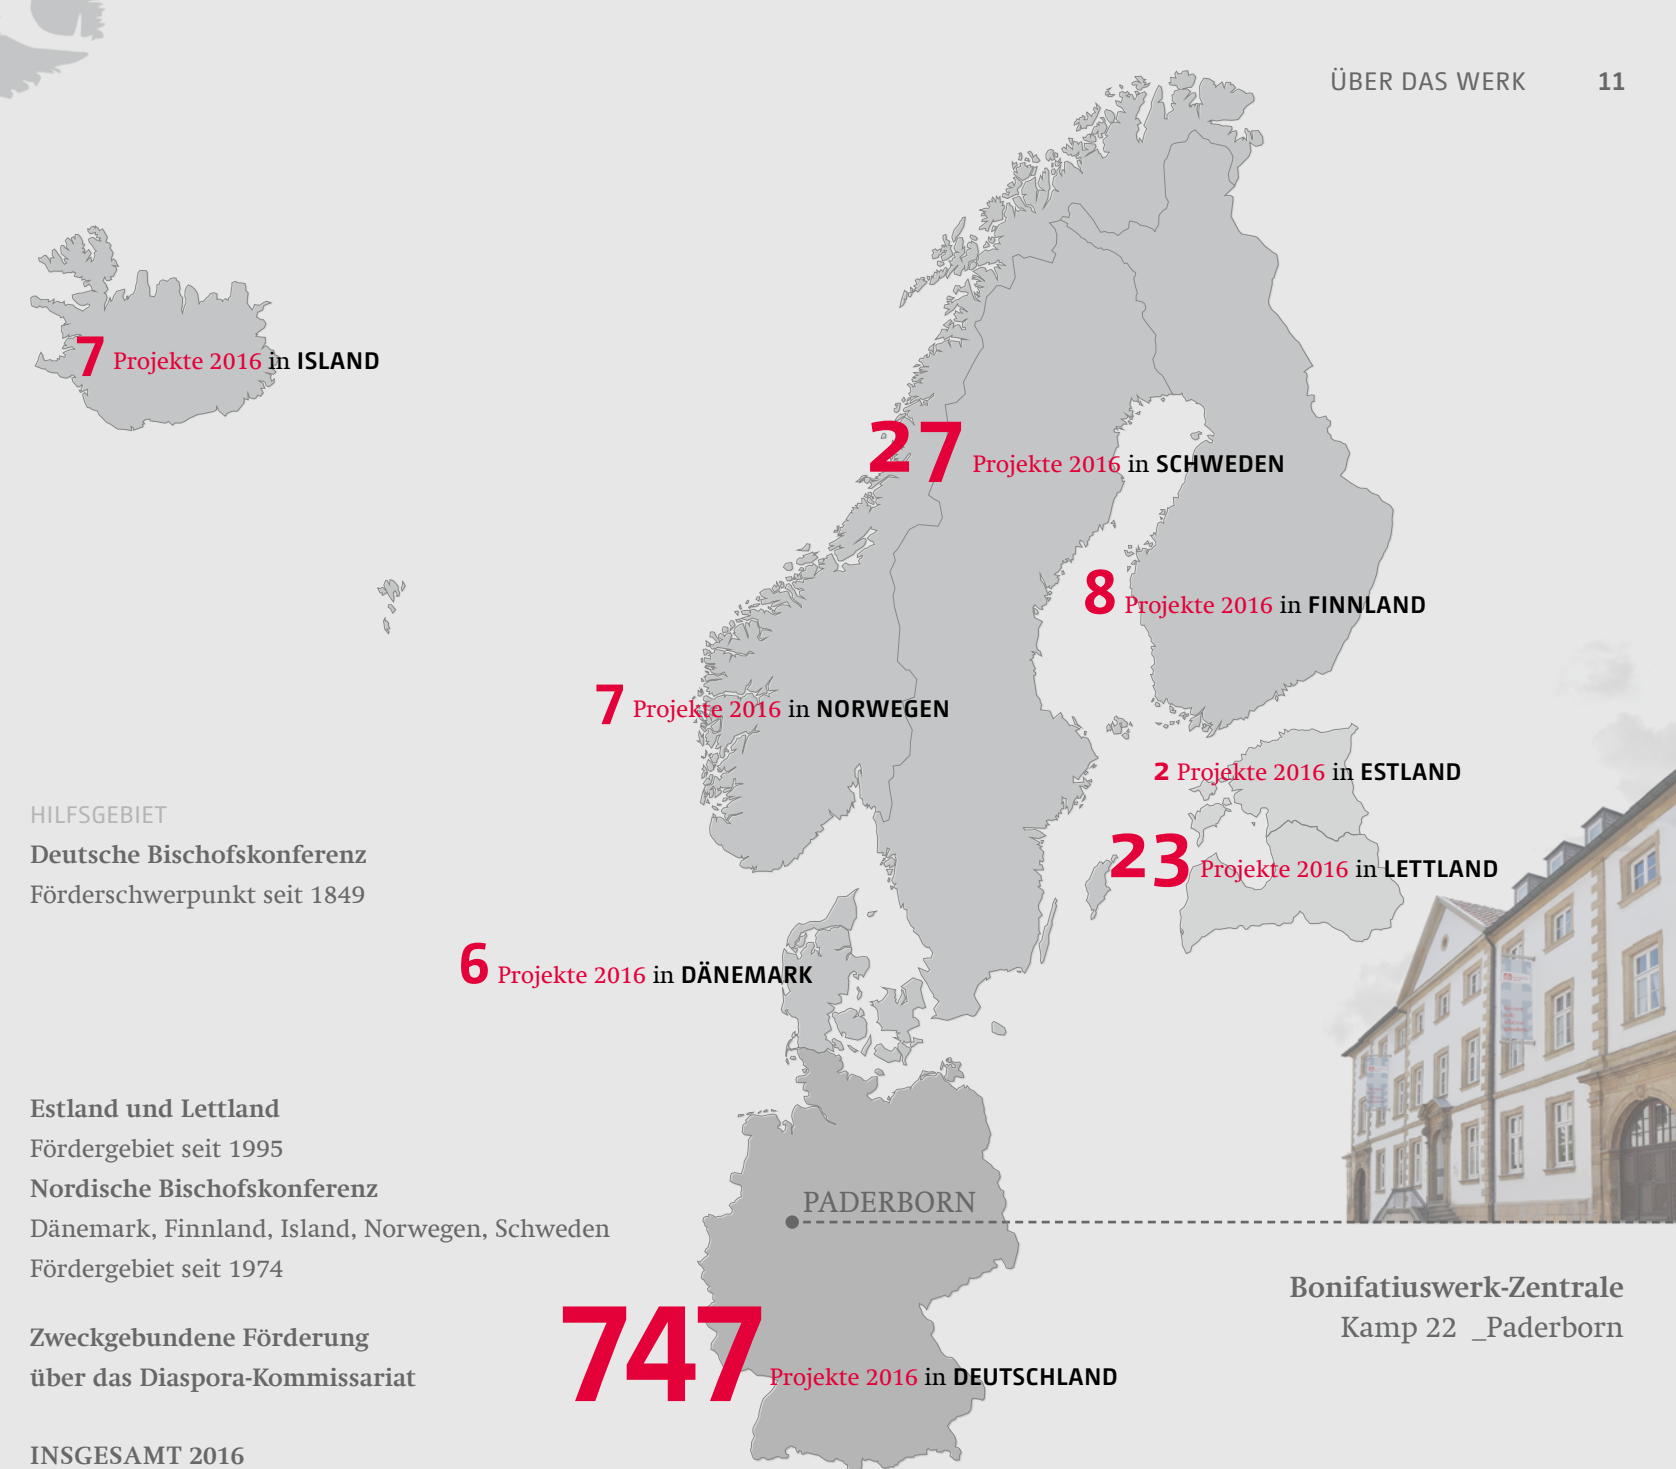 ÜBER DAS WERK 11
7 Projekte 2016 in ISLAND
27 Projekte 2016 in SCHWEDEN
8 Projekte 2016 in FINNLAND
7 Projekte 2016 in NORWEGEN
2 Projekte 2016 in ESTLAND
23 Projekte 2016 in LETTLAND
6 Projekte 2016 in DÄNEMARK
HILFSGEBIET
Deutsche Bischofskonferenz
Förderschwerpunkt seit 1849
Estland und Lettland
Fördergebiet seit 1995
Nordische Bischofskonferenz
Dänemark, Finnland, Island, Norwegen, Schweden
Fördergebiet seit 1974
Zweckgebundene Förderung
über das Diaspora-Kommissariat
INSGESAMT 2016
PADERBORN
747 Projekte 2016 in DEUTSCHLAND
Bonifatiuswerk-Zentrale
Kamp 22 _Paderborn